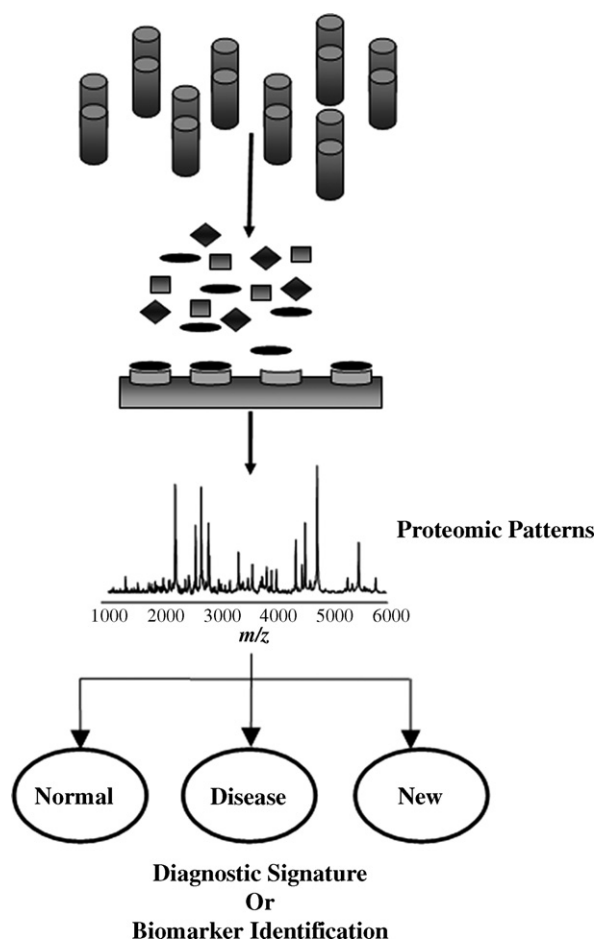 Proteomic Patterns
1000 2000 3000 4000 5000 6000
m/z
Normal Disease New
Diagnostic Signature
Or
Biomarker Identification